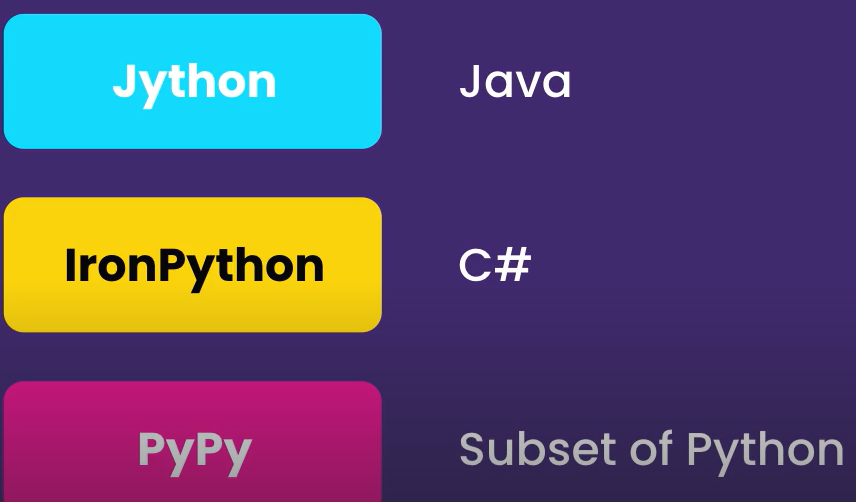 Jython Java
IronPython C#
PyPy Subset of Python